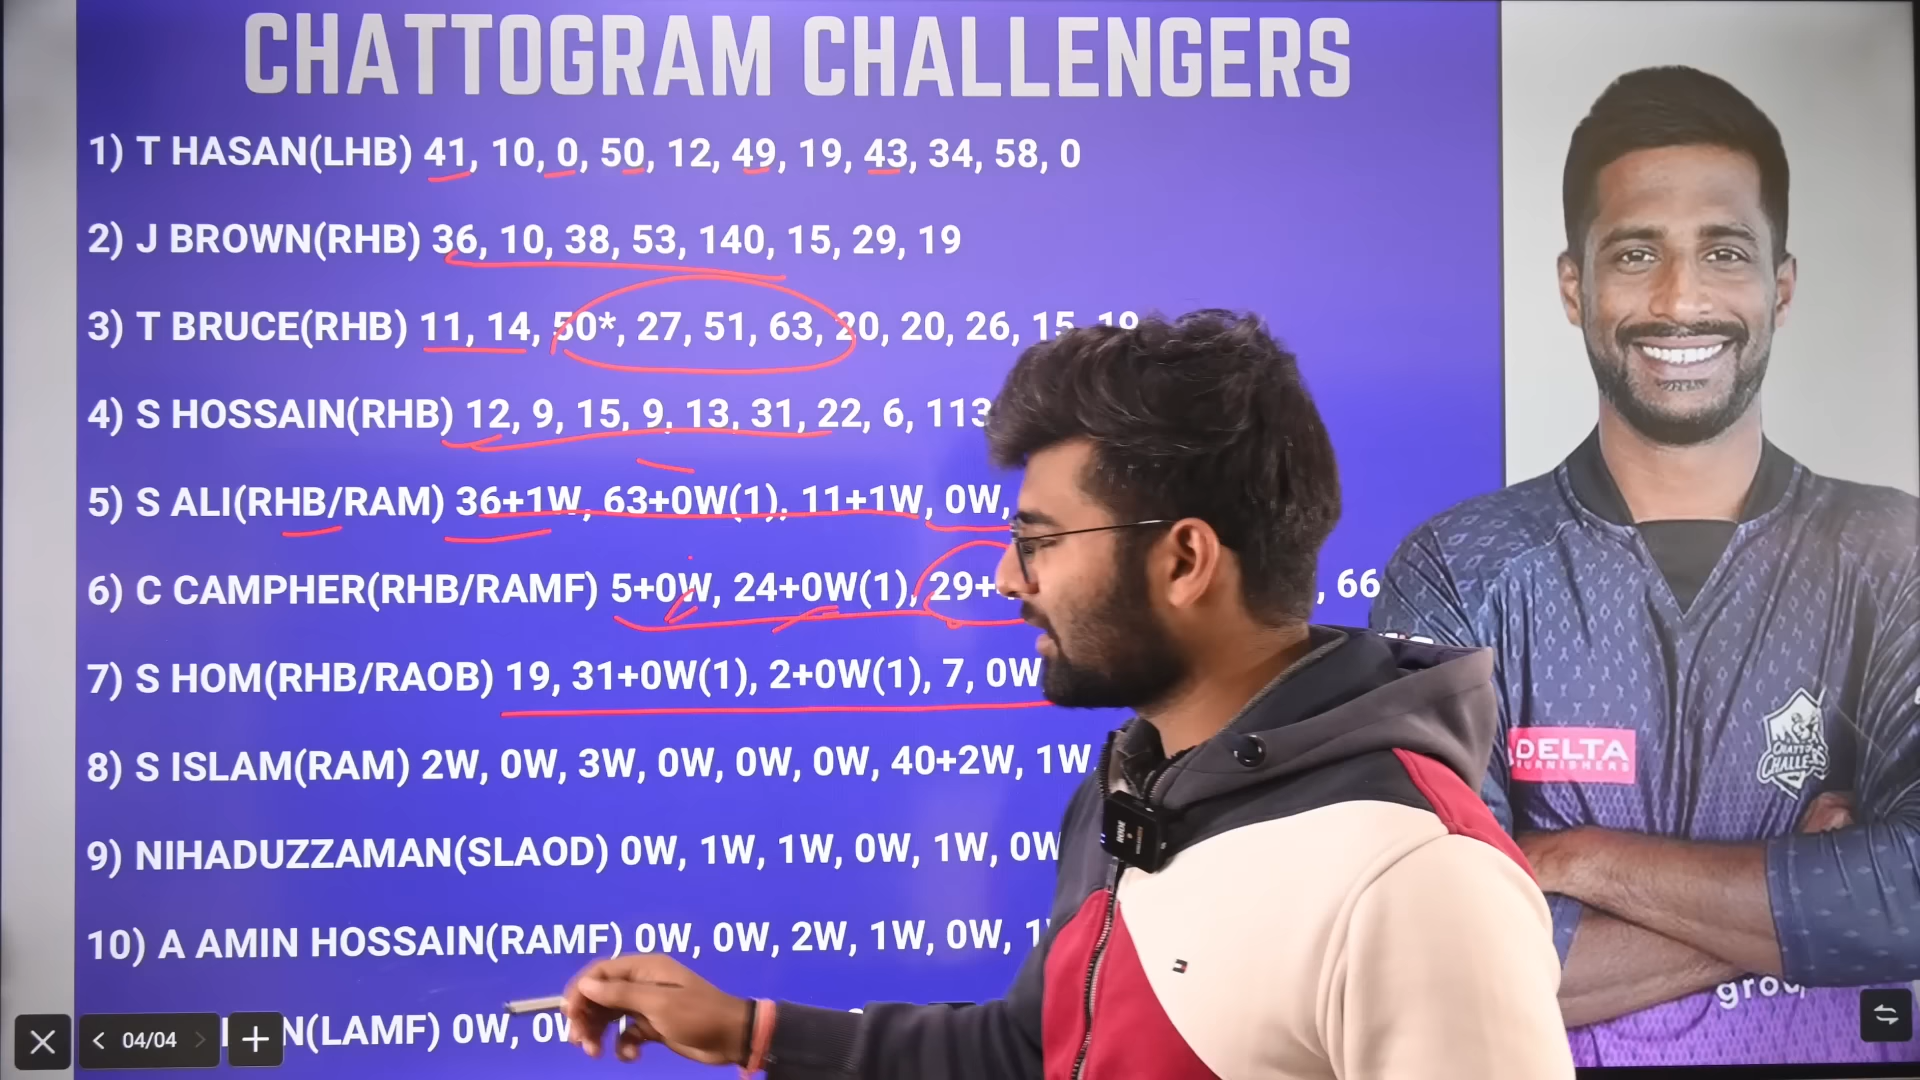 CHATTOGRAM CHALLENGERS
1) T HASAN(LHB) 41, 10, 0, 50, 12, 49, 19, 43, 34, 58, 0
2) J BROWN(RHB) 36, 10, 38, 53, 140, 15, 29, 19
3) T BRUCE(RHB) 11, 14, 50*, 27, 51, 63, 20, 20, 26, 15, 19
4) S HOSSAIN(RHB) 12, 9, 15, 9, 13, 31, 22, 6, 113
5) S ALI(RHB/RAM) 36+1W, 63+0W(1), 11+1W, 0W,
6) C CAMPHER(RHB/RAMF) 5+0W, 24+0W(1), 29+ , 66
7) S HOM(RHB/RAOB) 19, 31+0W(1), 2+0W(1), 7, 0W
8) S ISLAM(RAM) 2W, 0W, 3W, 0W, 0W, 0W, 40+2W, 1W,
9) NIHADUZZAMAN(SLAOD) 0W, 1W, 1W, 0W, 1W, 0W
10) A AMIN HOSSAIN(RAMF) 0W, 0W, 2W, 1W, 0W,
N(LAMF) 0W,
04/04
DELTA
FURNISHERS
CHALLE
RODE